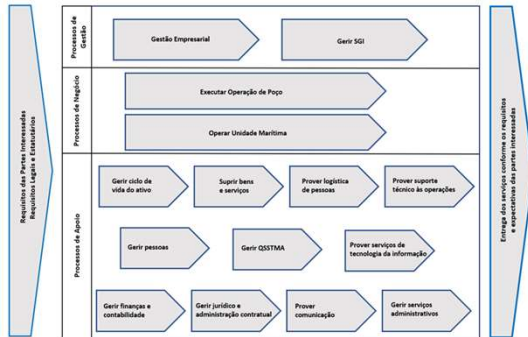 Requisitos das Partes Interessadas
Requisitos Legais e Estatutários
Processos de
Gestão
Gestão Empresarial
Gerir SGI
Processos de Negócio
Executar Operação de Poço
Operar Unidade Marítima
Processos de Apoio
Gerir ciclo de
vida do ativo
Suprir bens
e serviços
Prover logística
de pessoas
Prover suporte
técnico às operações
Gerir pessoas
Gerir QSSTMA
Prover serviços de
tecnologia da informação
Gerir finanças e
contabilidade
Gerir jurídico e
administração contratual
Prover
comunicação
Gerir serviços
administrativos
Entrega dos serviços conforme os requisitos
e expectativas das partes interessadas